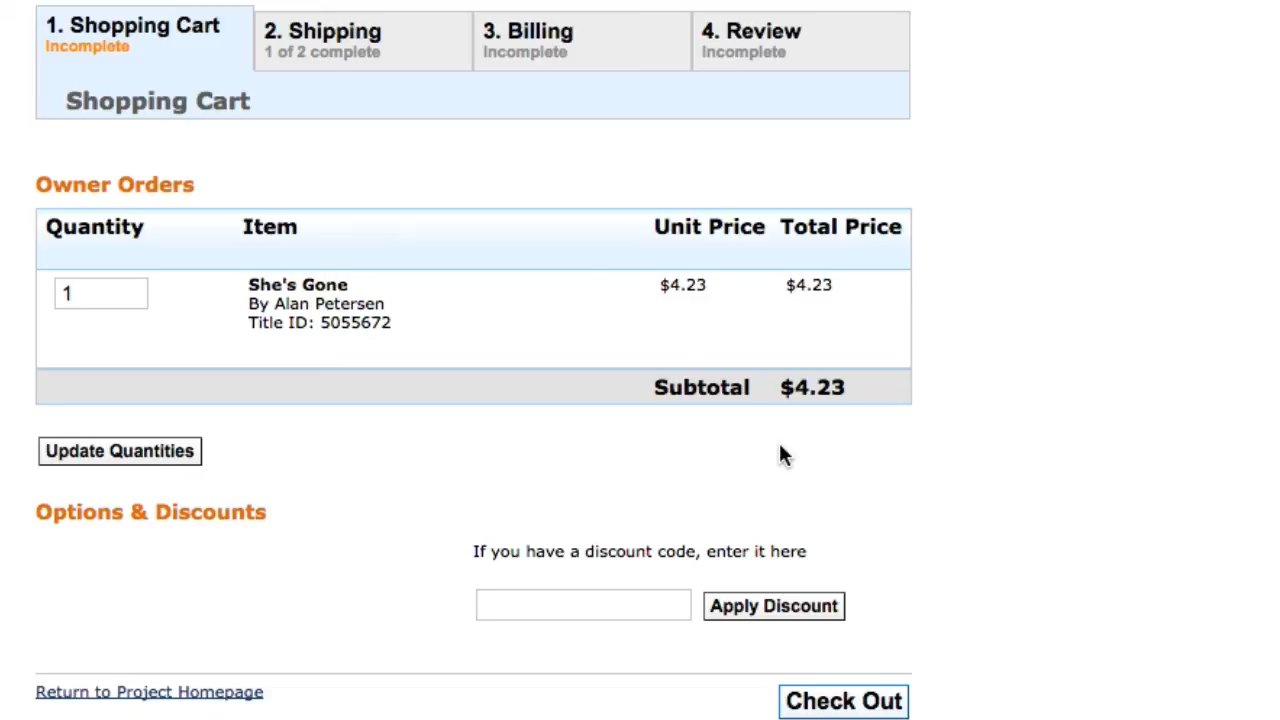 1. Shopping Cart
Incomplete
2. Shipping
1 of 2 complete
3. Billing
Incomplete
4. Review
Incomplete
Shopping Cart
Owner Orders
Quantity Item Unit Price Total Price
1 She's Gone $4.23 $4.23
By Alan Petersen
Title ID: 5055672
Subtotal $4.23
Update Quantities
Options & Discounts
If you have a discount code, enter it here
Apply Discount
Return to Project Homepage
Check Out